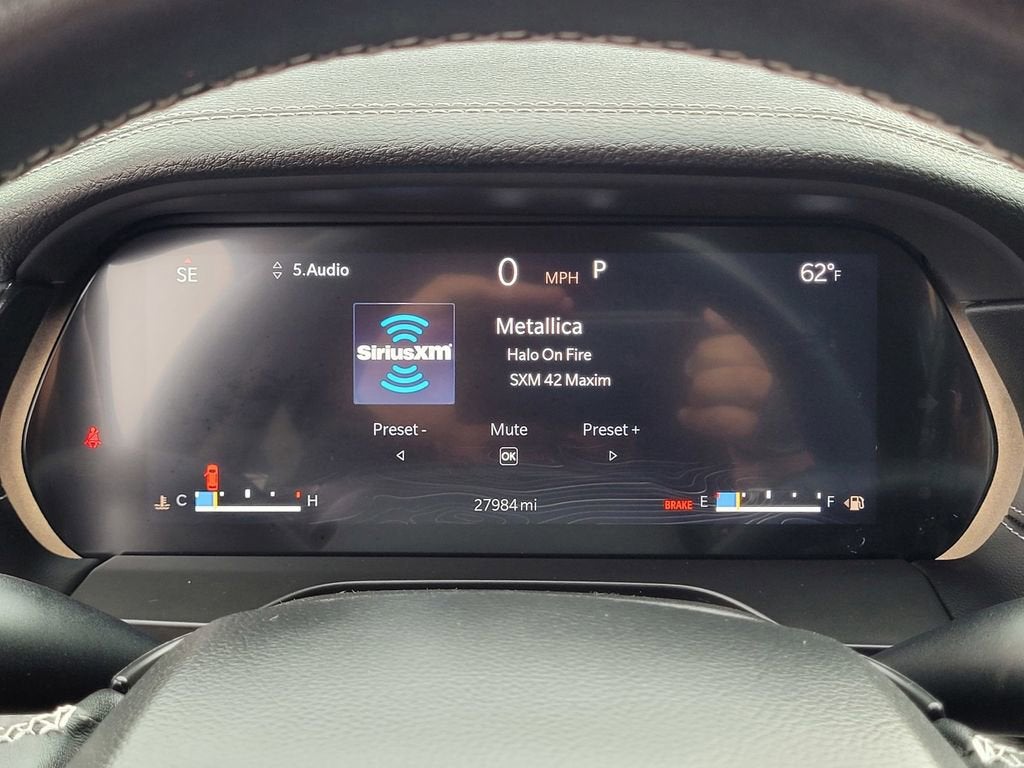 SE
5.Audio
0 MPH P
62°F
SiriusXM
Metallica
Halo On Fire
SXM 42 Maxim
Preset - Mute Preset +
OK
C H
27984 mi
BRAKE E F